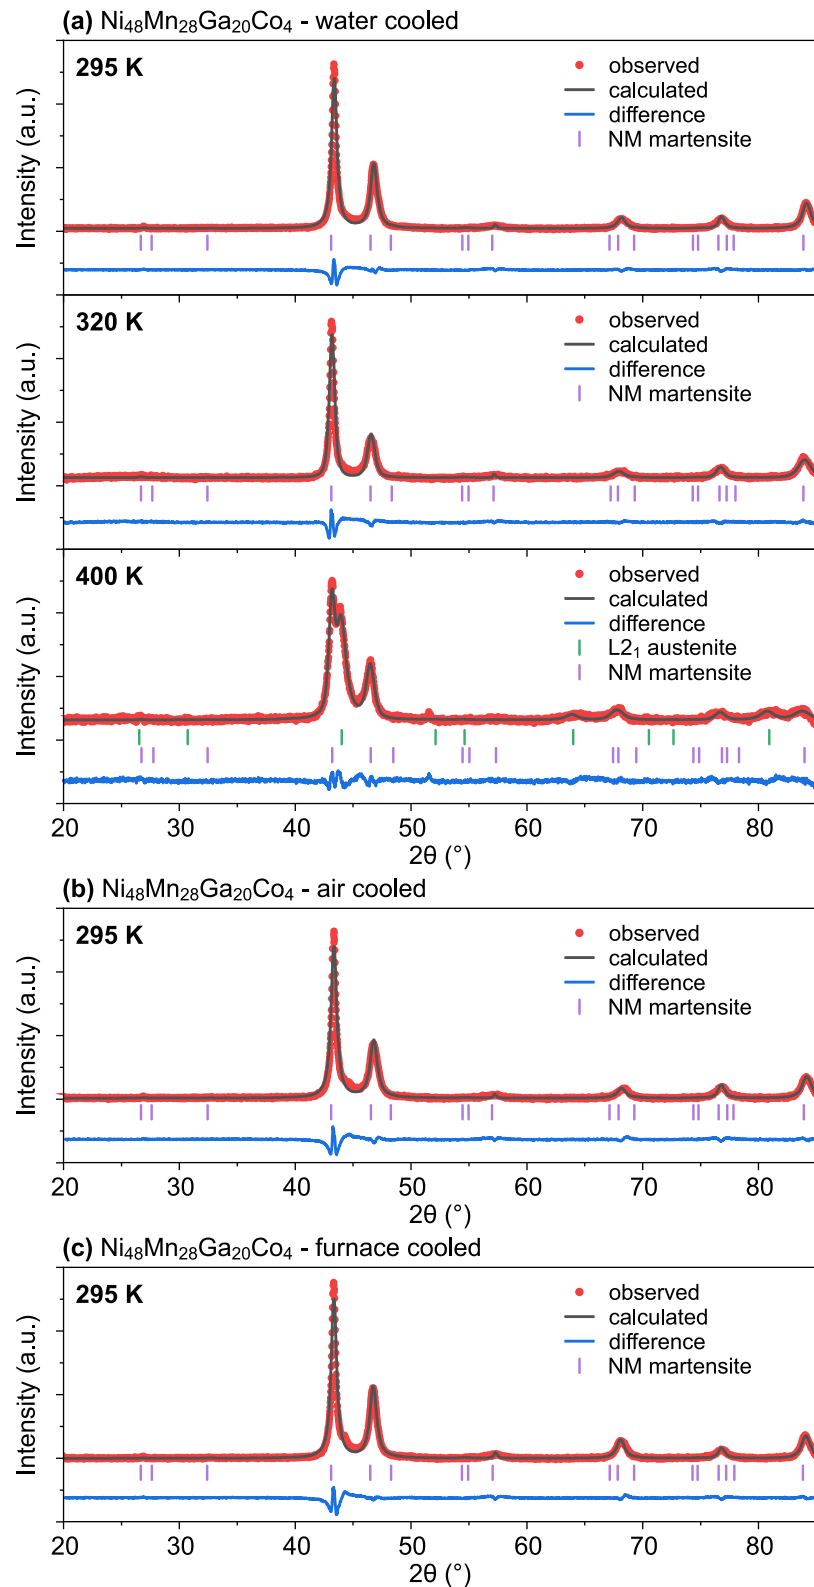 (a) Ni₄₈Mn₂₈Ga₂₀Co₄ - water cooled
295 K
observed
calculated
difference
NM martensite
Intensity (a.u.)
320 K
observed
calculated
difference
NM martensite
Intensity (a.u.)
400 K
observed
calculated
difference
L2₁ austenite
NM martensite
Intensity (a.u.)
20 30 40 50 60 70 80
2θ (°)
(b) Ni₄₈Mn₂₈Ga₂₀Co₄ - air cooled
295 K
observed
calculated
difference
NM martensite
Intensity (a.u.)
20 30 40 50 60 70 80
2θ (°)
(c) Ni₄₈Mn₂₈Ga₂₀Co₄ - furnace cooled
295 K
observed
calculated
difference
NM martensite
Intensity (a.u.)
20 30 40 50 60 70 80
2θ (°)